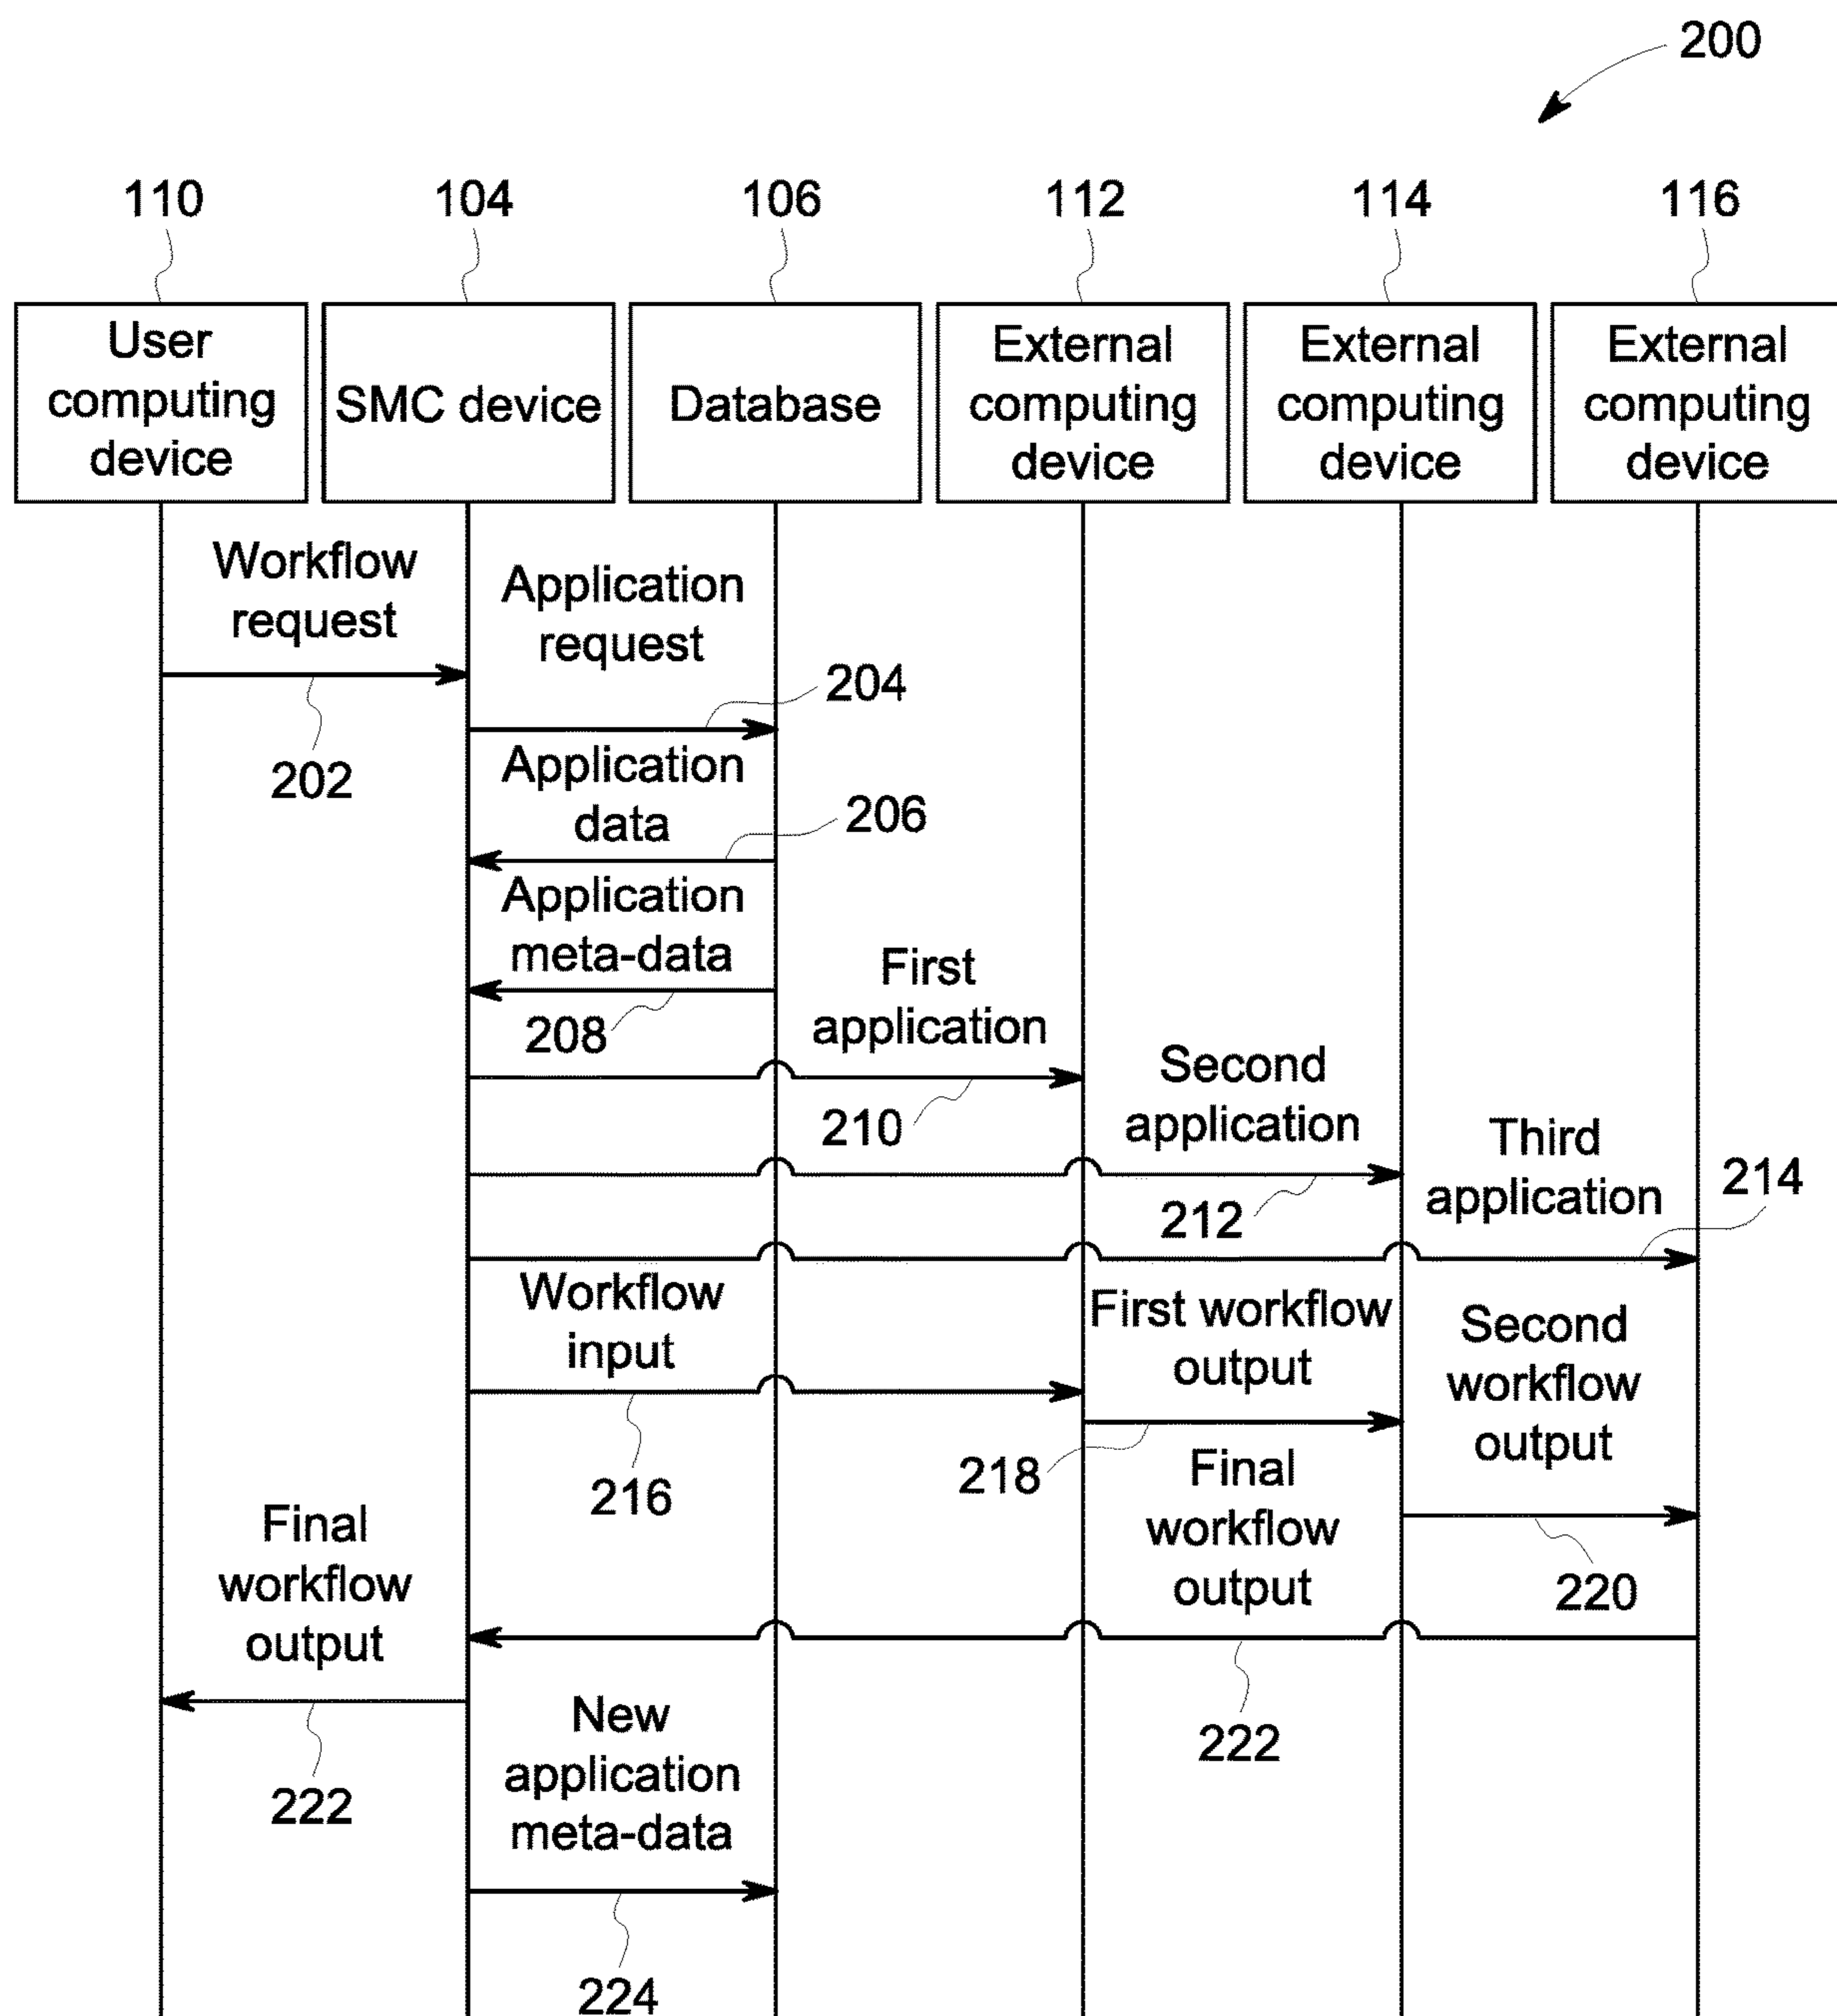 200
110
104
106
112
114
116
User
computing
device
SMC device
Database
External
computing
device
External
computing
device
External
computing
device
Workflow
request
202
Application
request
204
Application
data
206
Application
meta-data
208
First
application
210
Second
application
212
Third
application
214
Workflow
input
216
First workflow
output
218
Second
workflow
output
220
Final
workflow
output
222
Final
workflow
output
222
New
application
meta-data
224